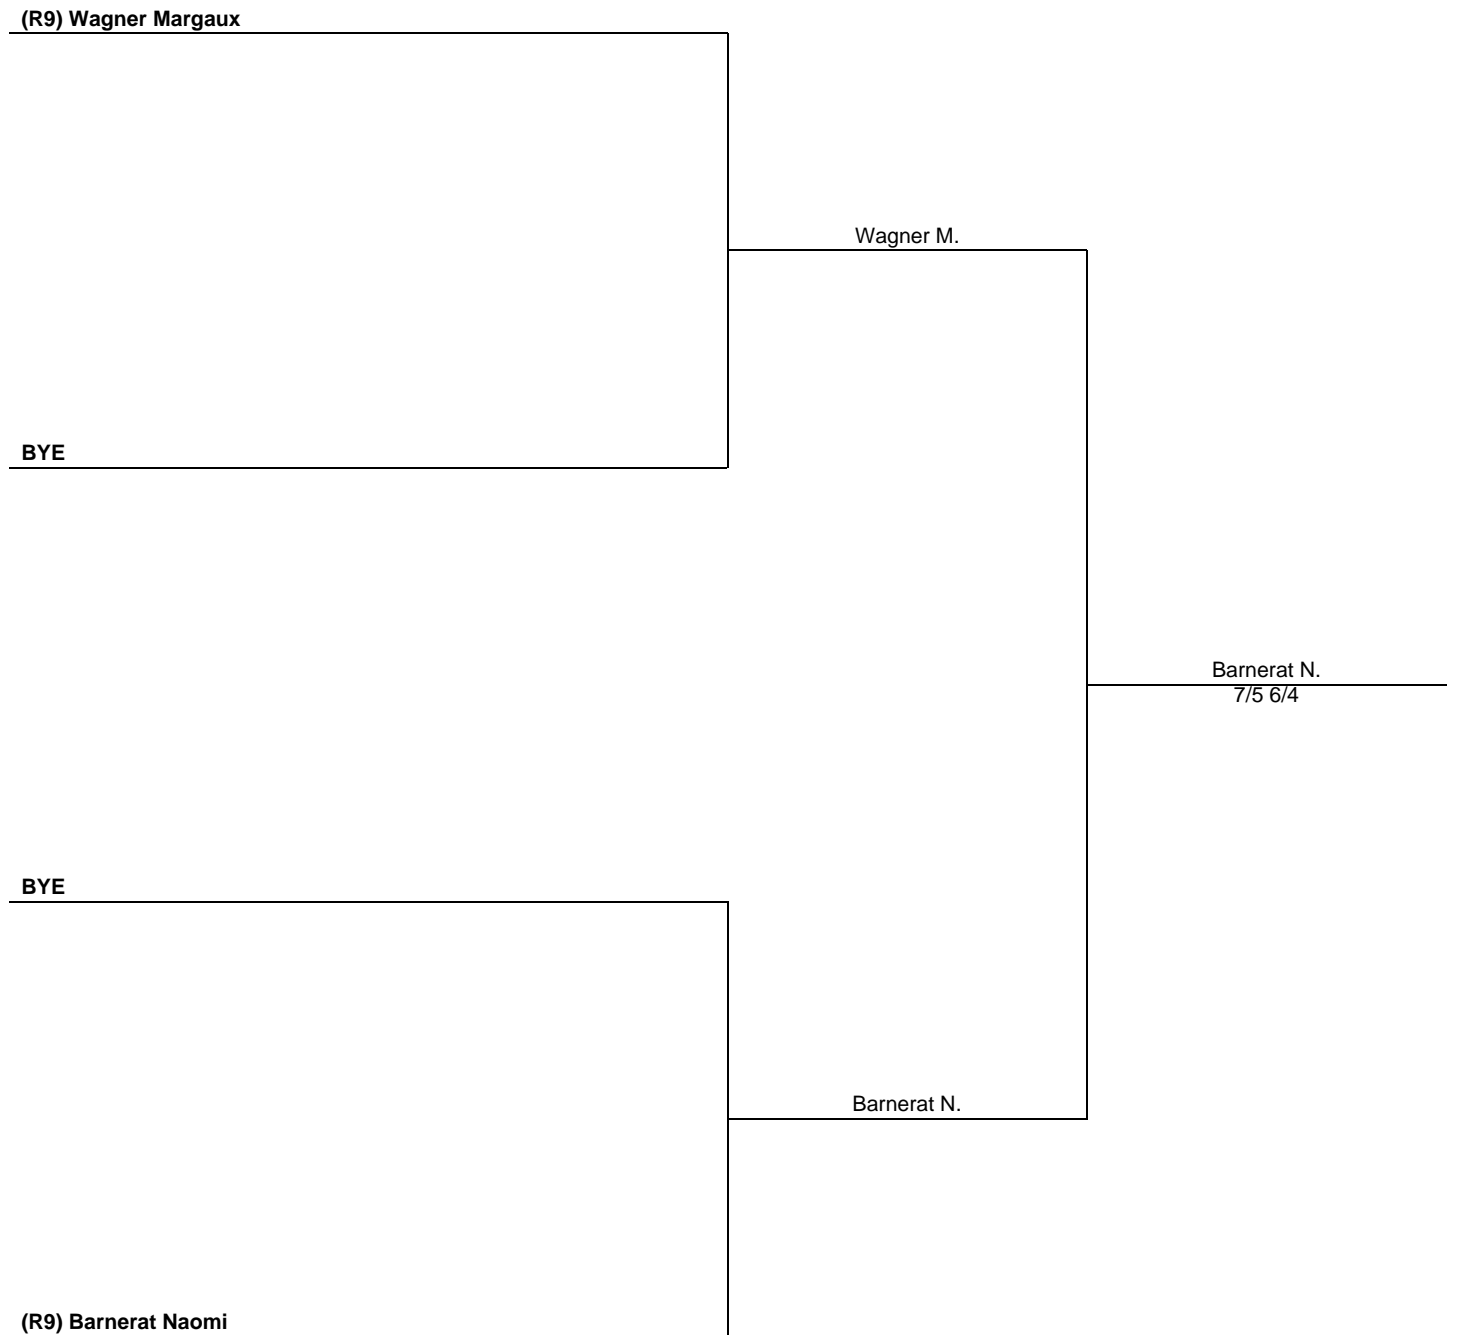 (R9) Wagner Margaux
Wagner M.
BYE
Barnerat N.
7/5 6/4
BYE
Barnerat N.
(R9) Barnerat Naomi